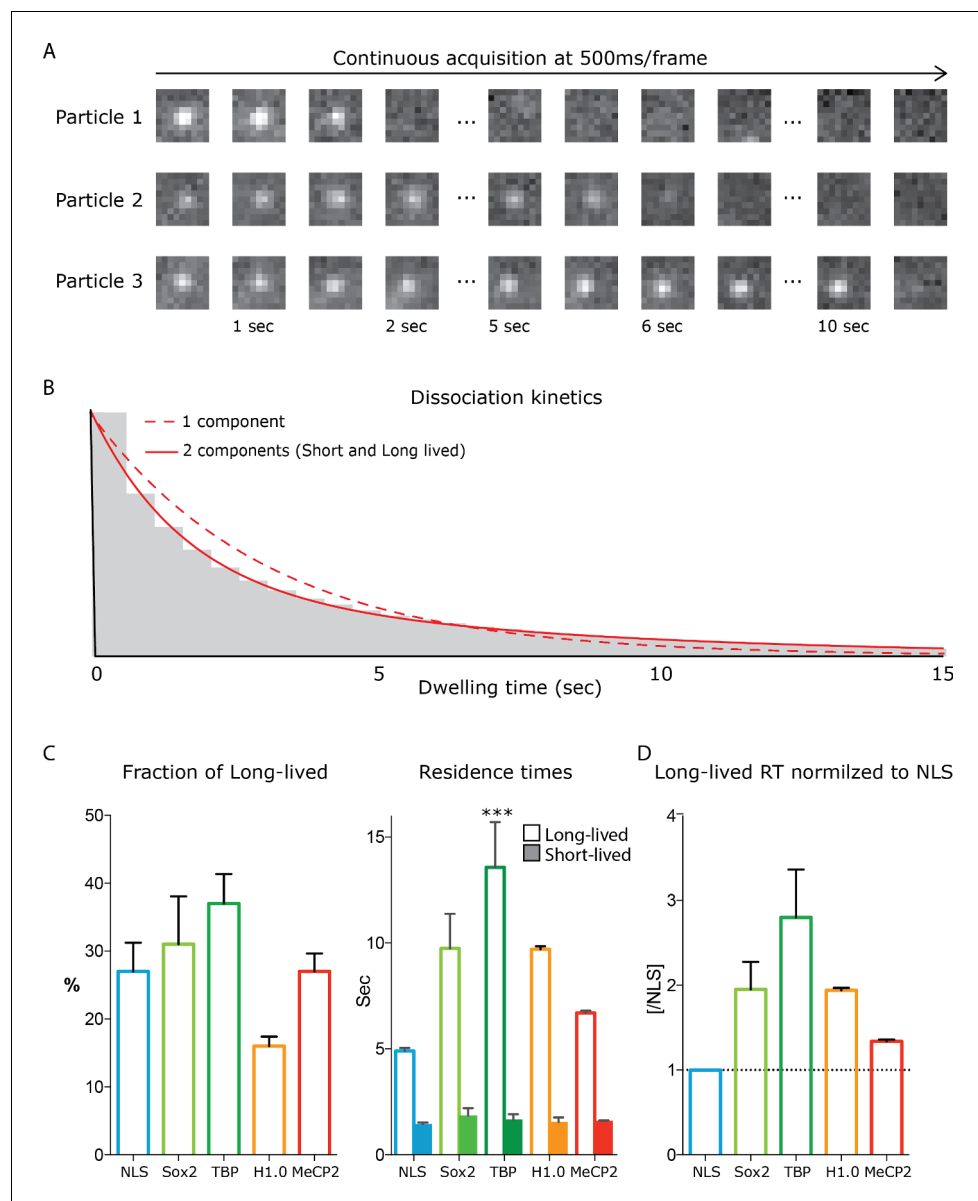 A
Continuous acquisition at 500ms/frame
Particle 1
... ...
Particle 2
... ...
Particle 3
... ...
1 sec 2 sec 5 sec 6 sec 10 sec
B
Dissociation kinetics
1 component
2 components (Short and Long lived)
0 5 10 15
Dwelling time (sec)
C
Fraction of Long-lived
50
40
30
%
20
10
0
NLS Sox2 TBP H1.0 MeCP2
Residence times
***
15
Long-lived
Short-lived
10
Sec
5
0
NLS Sox2 TBP H1.0 MeCP2
D
Long-lived RT normilzed to NLS
4
3
2
[/NLS]
1
0
NLS Sox2 TBP H1.0 MeCP2